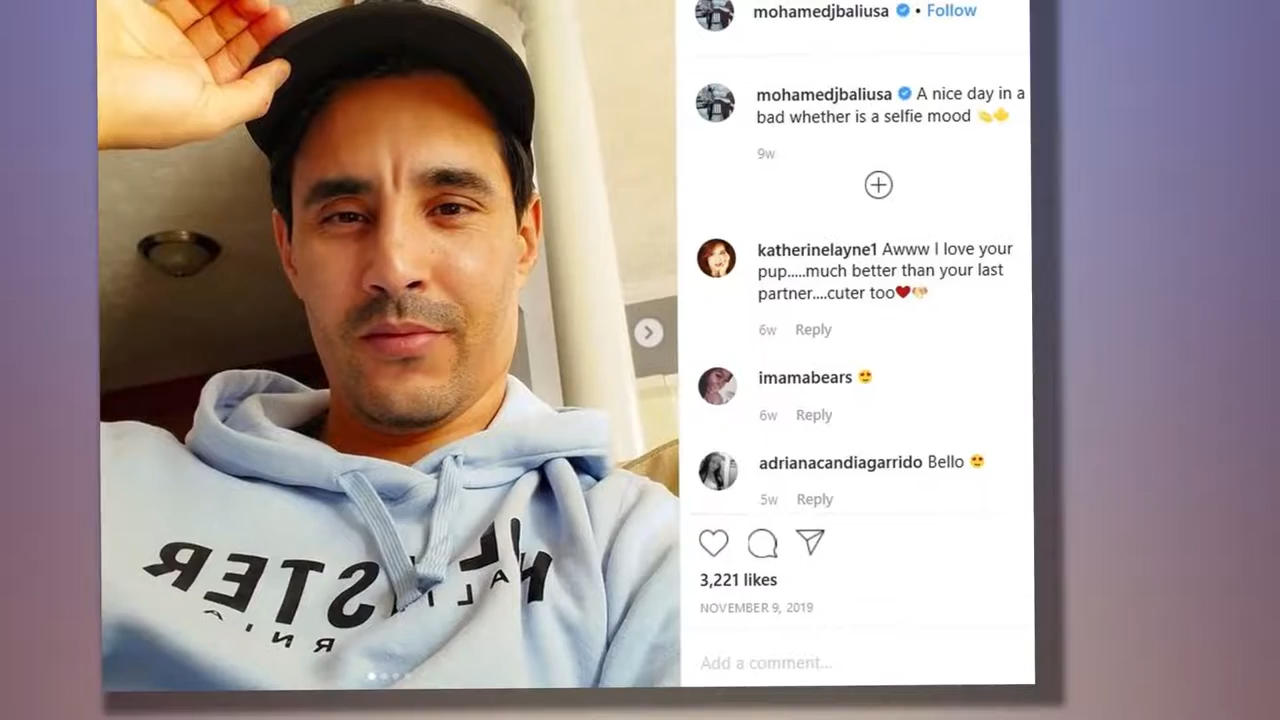 mohamedjbaliusa • Follow
mohamedjbaliusa A nice day in a
bad whether is a selfie mood
9w
katherinelayne1 Awww I love your
pup.....much better than your last
partner....cuter too❤
6w Reply
imamabears 😍
6w Reply
adrianacandiagarrido Bello 😍
5w Reply
3,221 likes
NOVEMBER 9, 2019
Add a comment...